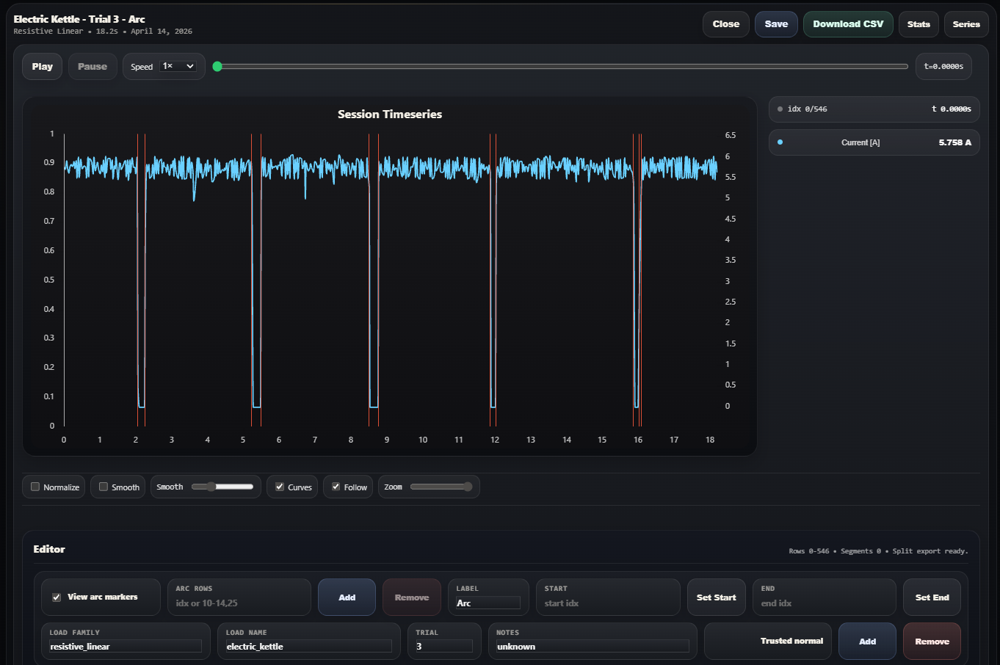 Electric Kettle - Trial 3 - Arc
Resistive Linear • 18.2s • April 14, 2026
Close
Save
Download CSV
Stats
Series
Play
Pause
Speed 1×
t=0.0000s
Session Timeseries
idx 0/546 t 0.0000s
Current [A] 5.758 A
1
0.9
0.8
0.7
0.6
0.5
0.4
0.3
0.2
0.1
0
6.5
6
5.5
5
4.5
4
3.5
3
2.5
2
1.5
1
0.5
0
0 1 2 3 4 5 6 7 8 9 10 11 12 13 14 15 16 17 18
Normalize
Smooth
Smooth
Curves
Follow
Zoom
Editor
Rows 0-546 • Segments 0 • Split export ready.
View arc markers
ARC ROWS
idx or 10-14,25
Add
Remove
LABEL
Arc
START
start idx
Set Start
END
end idx
Set End
LOAD FAMILY
resistive_linear
LOAD NAME
electric_kettle
TRIAL
3
NOTES
unknown
Trusted normal
Add
Remove